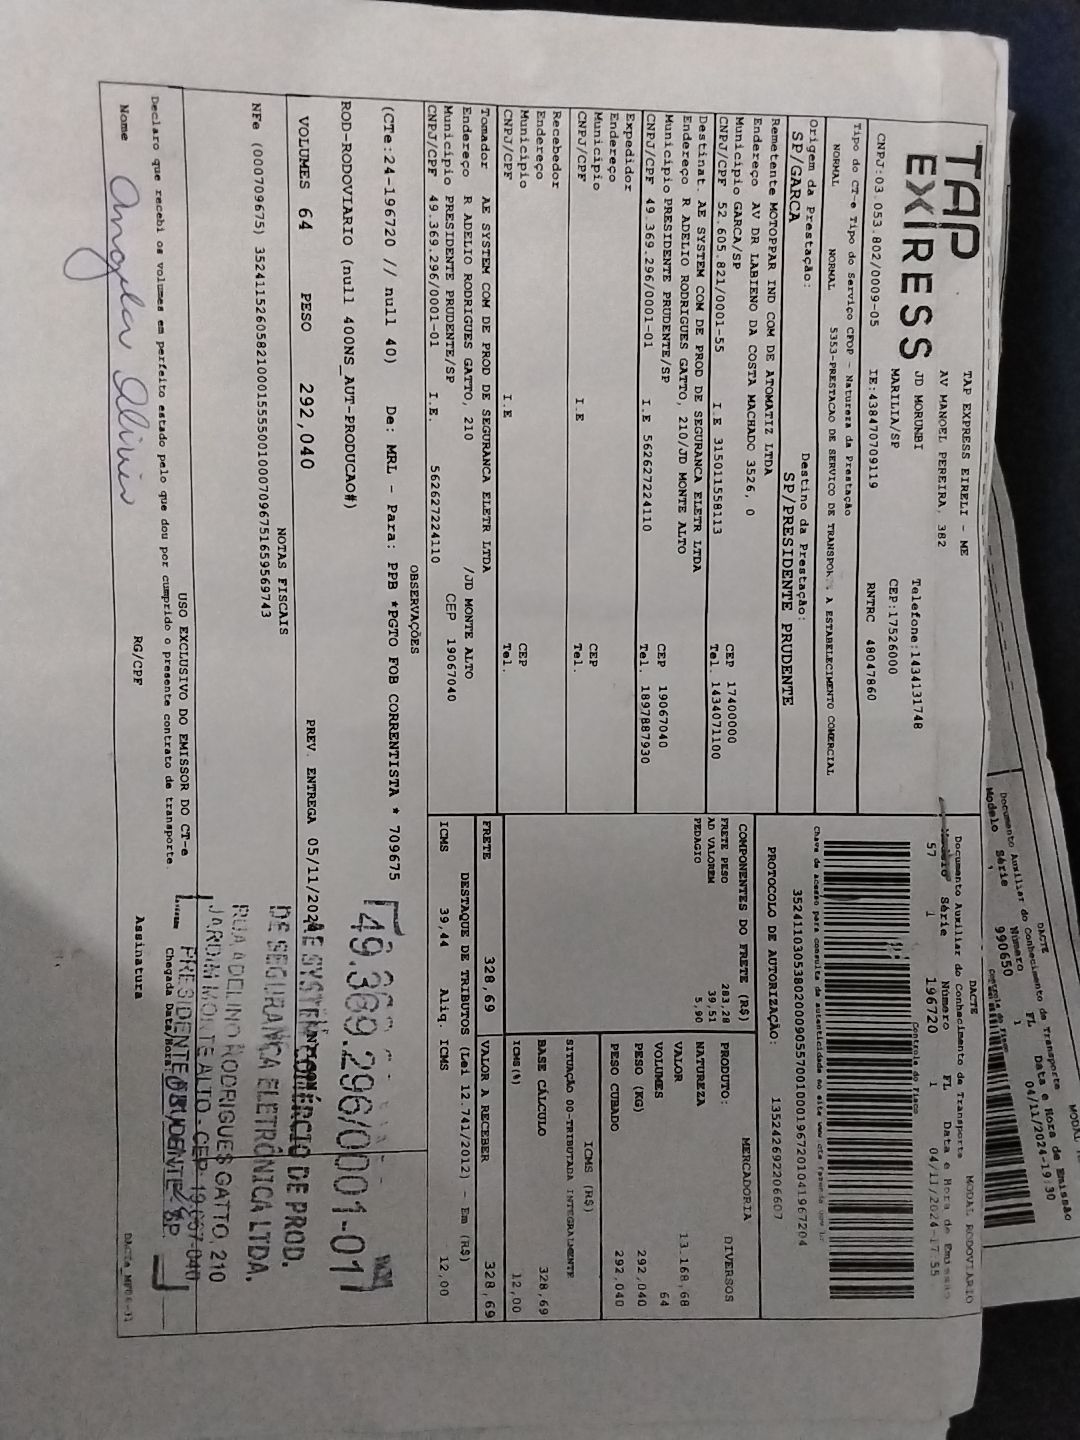 TAP
EXPRESS
TAP EXPRESS EIRELI - ME
AV MANOEL PEREIRA, 382
JD MORUMBI
MARILIA/SP
Telefone:1434131748
CEP:17526000
CNPJ:03.053.802/0009-05 IE:438470709119 RNTRC 48047860
DACTE MODAL RODOVIÁRIO
Documento Auxiliar do Conhecimento de Transporte
Modelo Série Número FL Data e Hora de Emissão
57 1 196720 1 04/11/2024-17:55
Controle do Fisco
Chave de acesso para consulta de autenticidade no site
35241103053802000905570010001967201041967204
PROTOCOLO DE AUTORIZAÇÃO: 135242692206607
Tipo do CT-e Tipo do Serviço CFOP - Natureza da Prestação
NORMAL NORMAL 5353-PRESTACAO DE SERVICO DE TRANSPOR A ESTABELECIMENTO COMERCIAL
Origem da Prestação: Destino da Prestação:
SP/GARCA SP/PRESIDENTE PRUDENTE
Remetente MOTOPPAR IND COM DE ATOMATIZ LTDA
Endereço AV DR LABIENO DA COSTA MACHADO 3526, 0
Município GARCA/SP CEP 17400000
CNPJ/CPF 52.605.821/0001-55 I.E 315011558113 Tel. 1434071100
Destinat. AE SYSTEM COM DE PROD DE SEGURANCA ELETR LTDA
Endereço R ADELIO RODRIGUES GATTO, 210/JD MONTE ALTO
Município PRESIDENTE PRUDENTE/SP CEP 19067040
CNPJ/CPF 49.369.296/0001-01 I.E 562627224110 Tel. 1897887930
Expedidor
Endereço
Município CEP
CNPJ/CPF I.E Tel.
Recebedor
Endereço
Município CEP
CNPJ/CPF I.E Tel.
Tomador AE SYSTEM COM DE PROD DE SEGURANCA ELETR LTDA
Endereço R ADELIO RODRIGUES GATTO, 210 /JD MONTE ALTO
Município PRESIDENTE PRUDENTE/SP CEP 19067040
CNPJ/CPF 49.369.296/0001-01 I.E. 562627224110
COMPONENTES DO FRETE (R$)
FRETE PESO 283,28
AD VALOREM 39,51
PEDAGIO 5,90
MERCADORIA
PRODUTO: DIVERSOS
NATUREZA
VALOR 13.168,68
VOLUMES 64
PESO (KG) 292,040
PESO CUBADO 292,040
ICMS (R$)
SITUAÇÃO 00-TRIBUTADA INTEGRALMENTE
BASE CÁLCULO 328,69
ICMS(%) 12,00
FRETE 328,69 VALOR A RECEBER 328,69
DESTAQUE DE TRIBUTOS (Lei 12.741/2012) - Em (R$)
ICMS 39,44 Aliq. ICMS 12,00
OBSERVAÇÕES
(CTe:24-196720 // null 40) De: MRL - Para: PPB *PGTO FOB CORRENTISTA * 709675
ROD-RODOVIARIO (null 400NS_AUT-PRODUCAO#)
VOLUMES 64 PESO 292,040 PREV. ENTREGA 05/11/2024
NOTAS FISCAIS
NFe (000709675) 35241152605821000155550010007096751659569743
USO EXCLUSIVO DO EMISSOR DO CT-e
Declaro que recebi os volumes em perfeito estado pelo que dou por cumprido o presente contrato de transporte.
Chegada Data/Hora
Nome Angela RG/CPF Assinatura
49.369.296/0001-01
AE SYSTEM COMÉRCIO DE PROD.
DE SEGURANÇA ELETRÔNICA LTDA.
RUA ADELINO RODRIGUES GATTO, 210
JARDIM MONTE ALTO - CEP 19.067-040
PRESIDENTE PRUDENTE - SP
DACTE
MODAL
Documento Auxiliar do Conhecimento de Transporte
Modelo Série Número FL Data e Hora de Emissão
1 990650 1 04/11/2024-19:30
Controle do Fisco